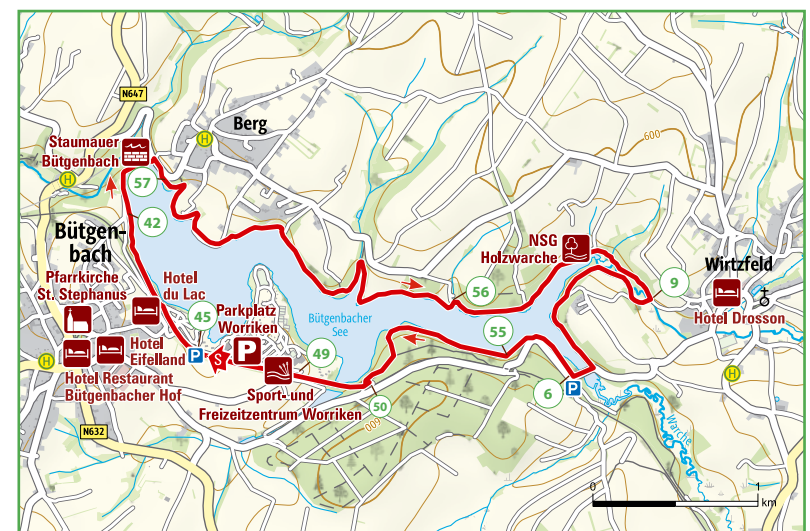 N647
H
Berg
Staumauer
Bütgenbach
H
57
42
600
Bütgen-
bach
NSG
Holzwarche
Wirtzfeld
Pfarrkirche
St. Stephanus
Hotel
du Lac
56
9
45
Parkplatz
Worriken
Bütgenbacher
See
Hotel Drosson
55
Hotel
Eifelland
P
S
P
49
H
Hotel Restaurant
Bütgenbacher Hof
Sport- und
Freizeitzentrum Worriken
50
6
P
H
600
Warche
N632
0
1
km